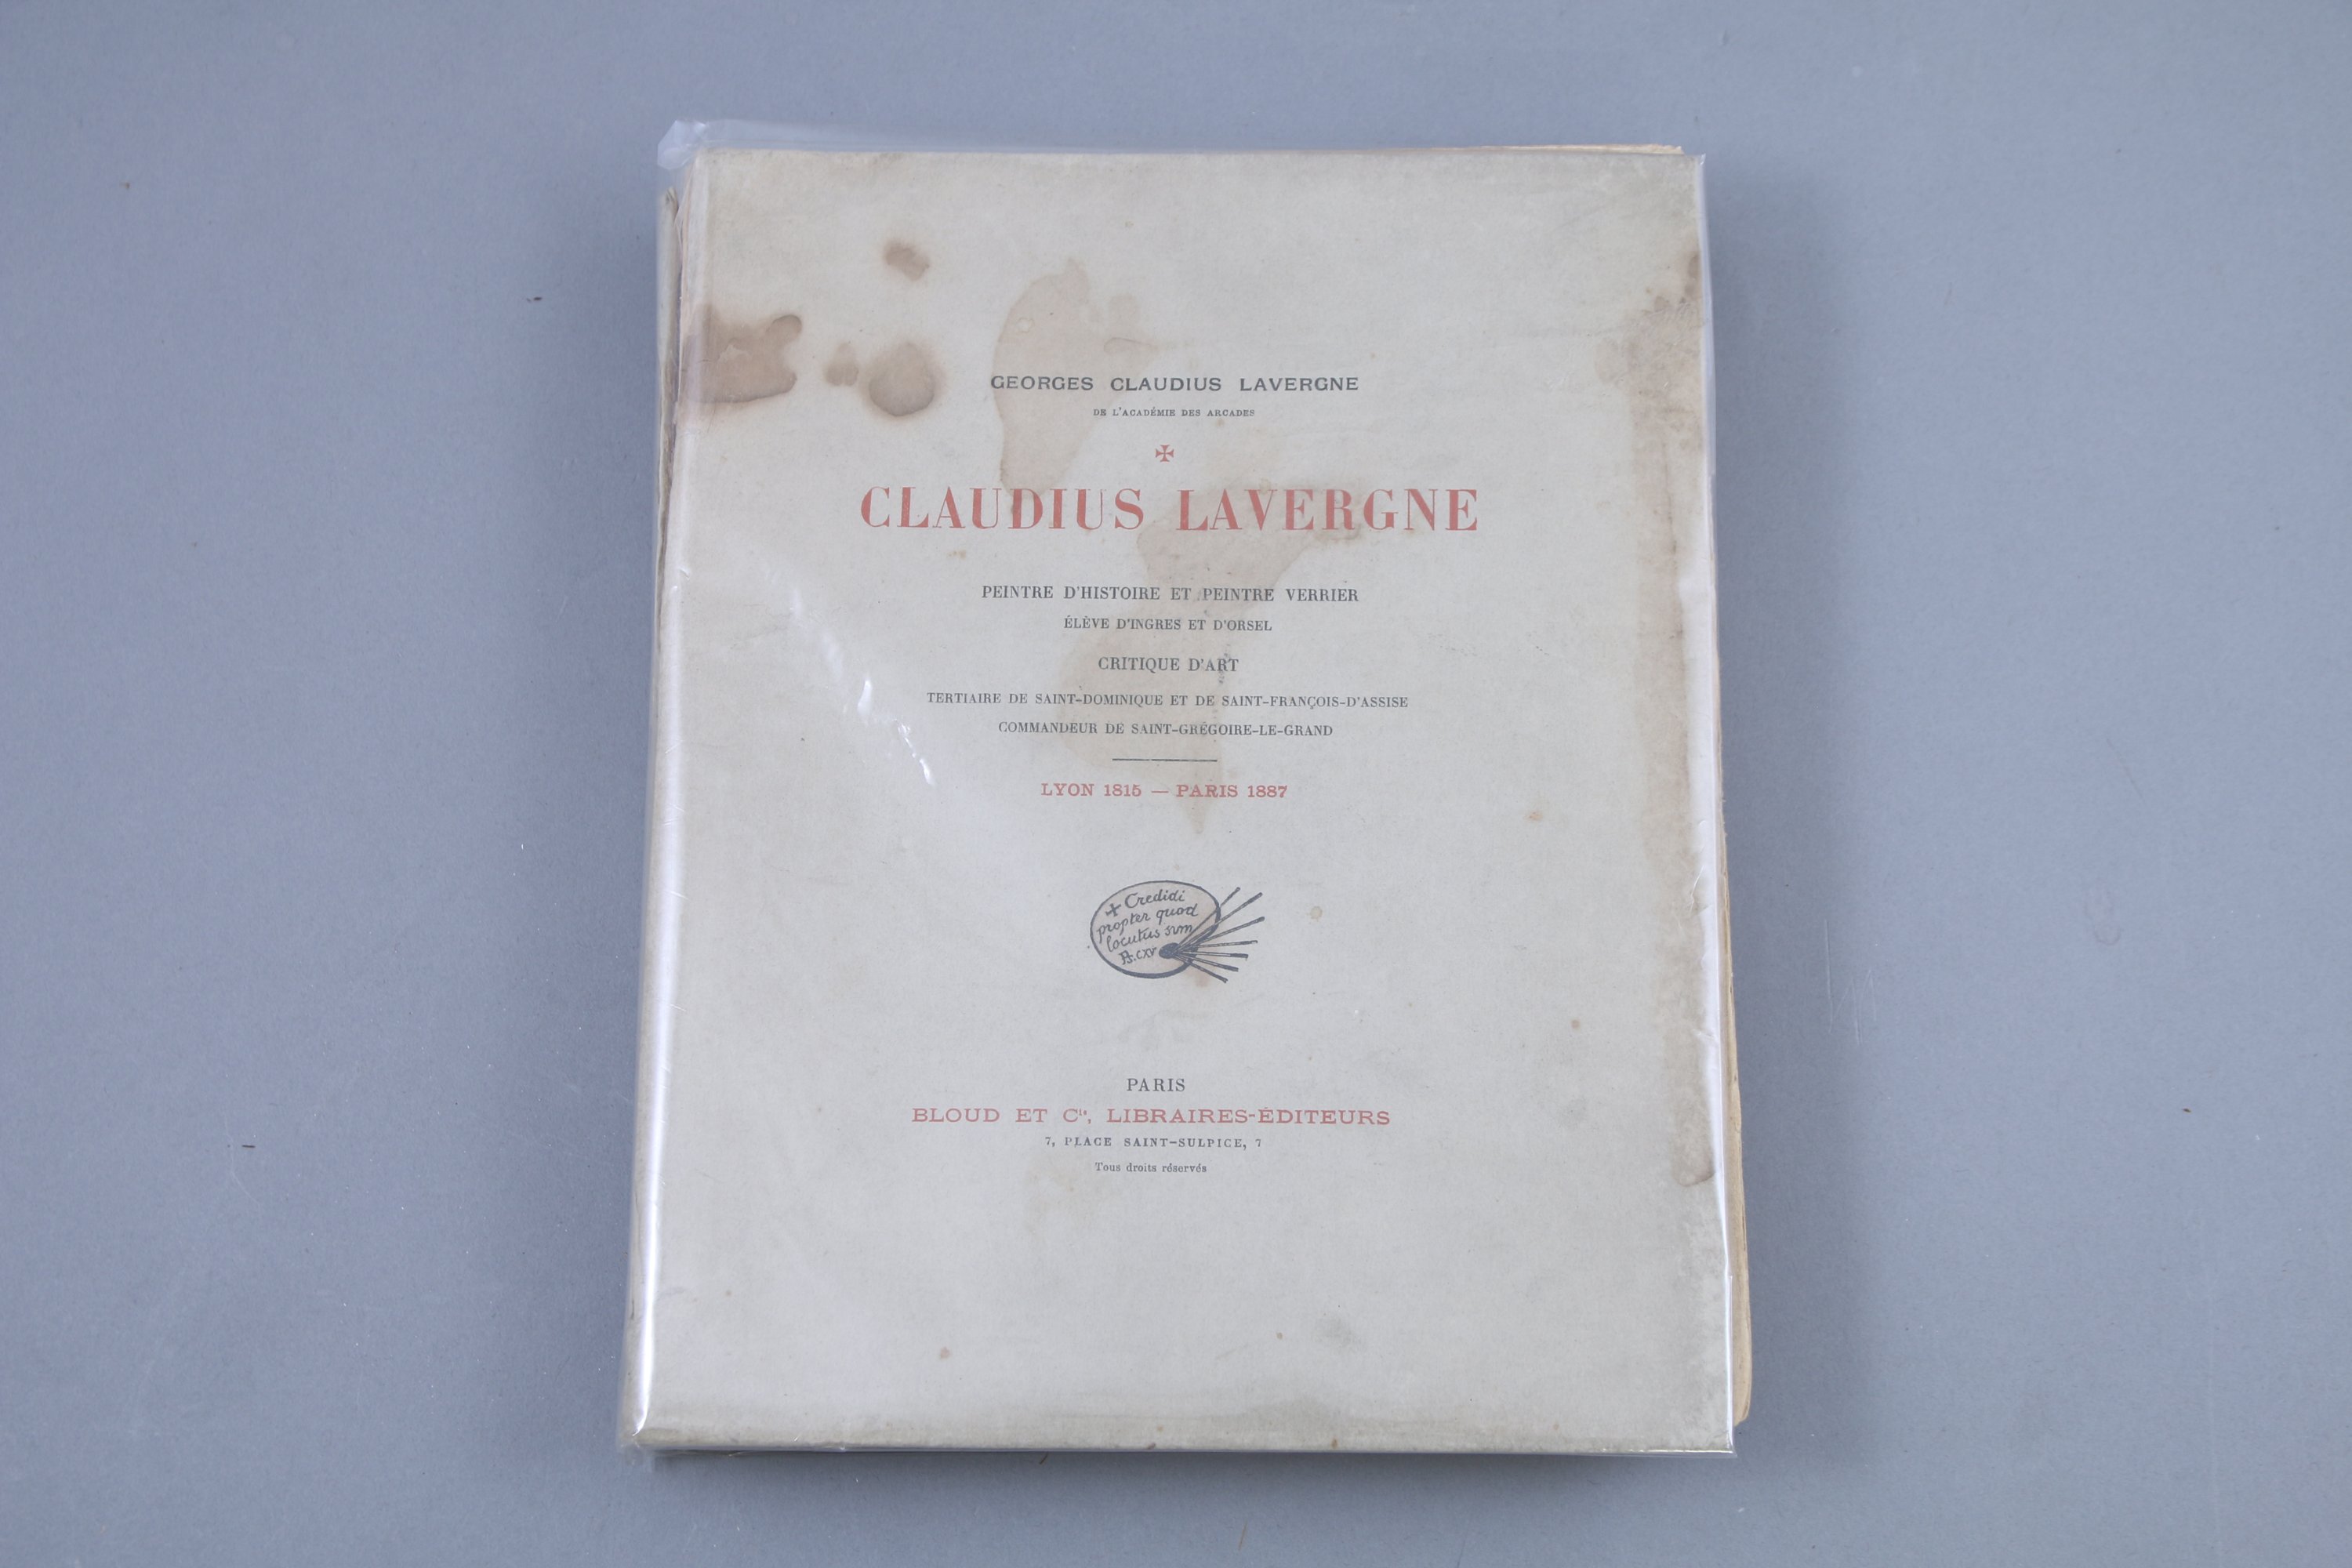 GEORGES CLAUDIUS LAVERGNE
DE L'ACADÉMIE DES ARCADES
✠
CLAUDIUS LAVERGNE
PEINTRE D'HISTOIRE ET PEINTRE VERRIER
ÉLÈVE D'INGRES ET D'ORSEL
CRITIQUE D'ART
TERTIAIRE DE SAINT-DOMINIQUE ET DE SAINT-FRANÇOIS-D'ASSISE
COMMANDEUR DE SAINT-GRÉGOIRE-LE-GRAND
LYON 1815 — PARIS 1887
+ Credidi
propter quod
locutus sum
Ps. CXV
PARIS
BLOUD ET Cie, LIBRAIRES-ÉDITEURS
7, PLACE SAINT-SULPICE, 7
Tous droits réservés